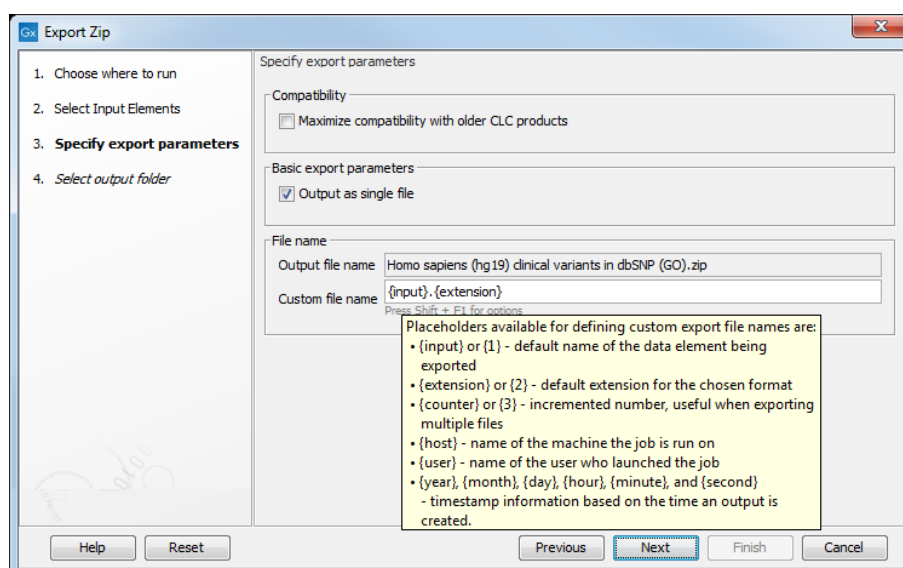 Gx Export Zip
X
1. Choose where to run
2. Select Input Elements
3. Specify export parameters
4. Select output folder
Specify export parameters
Compatibility
Maximize compatibility with older CLC products
Basic export parameters
Output as single file
File name
Output file name Homo sapiens (hg19) clinical variants in dbSNP (GO).zip
Custom file name {input}.{extension}
Press Shift + F1 for options
Placeholders available for defining custom export file names are:
• {input} or {1} - default name of the data element being
exported
• {extension} or {2} - default extension for the chosen format
• {counter} or {3} - incremented number, useful when exporting
multiple files
• {host} - name of the machine the job is run on
• {user} - name of the user who launched the job
• {year}, {month}, {day}, {hour}, {minute}, and {second}
- timestamp information based on the time an output is
created.
Help Reset Previous Next Finish Cancel